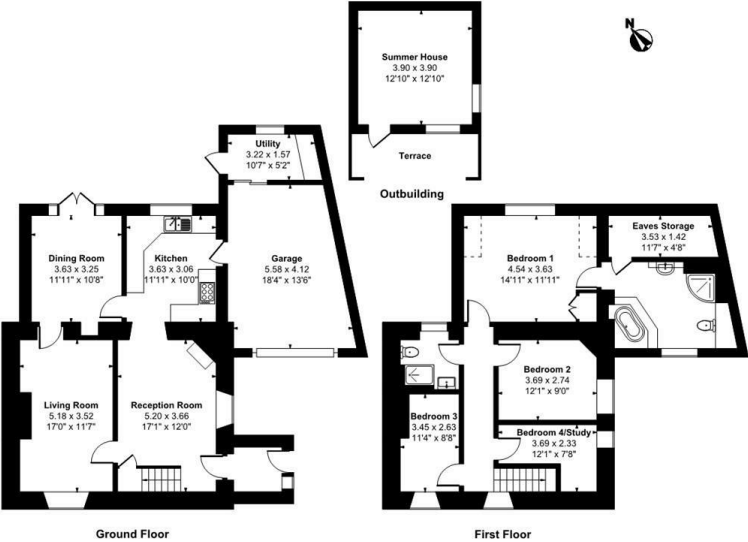 N
Summer House
3.90 x 3.90
12'10" x 12'10"
Terrace
Outbuilding
Utility
3.22 x 1.57
10'7" x 5'2"
Dining Room
3.63 x 3.25
11'11" x 10'8"
Kitchen
3.63 x 3.06
11'11" x 10'0"
Garage
5.58 x 4.12
18'4" x 13'6"
Living Room
5.18 x 3.52
17'0" x 11'7"
Reception Room
5.20 x 3.66
17'1" x 12'0"
Ground Floor
Bedroom 1
4.54 x 3.63
14'11" x 11'11"
Eaves Storage
3.53 x 1.42
11'7" x 4'8"
Bedroom 2
3.69 x 2.74
12'1" x 9'0"
Bedroom 3
3.45 x 2.63
11'4" x 8'8"
Bedroom 4/Study
3.69 x 2.33
12'1" x 7'8"
First Floor